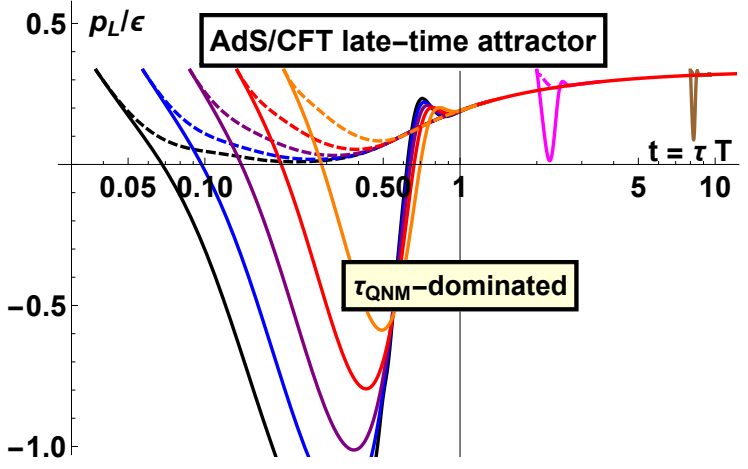 p_L/ϵ
0.5
AdS/CFT late−time attractor
t = τ T
0.05 0.10 0.50 1 5 10
τ_QNM−dominated
−0.5
−1.0